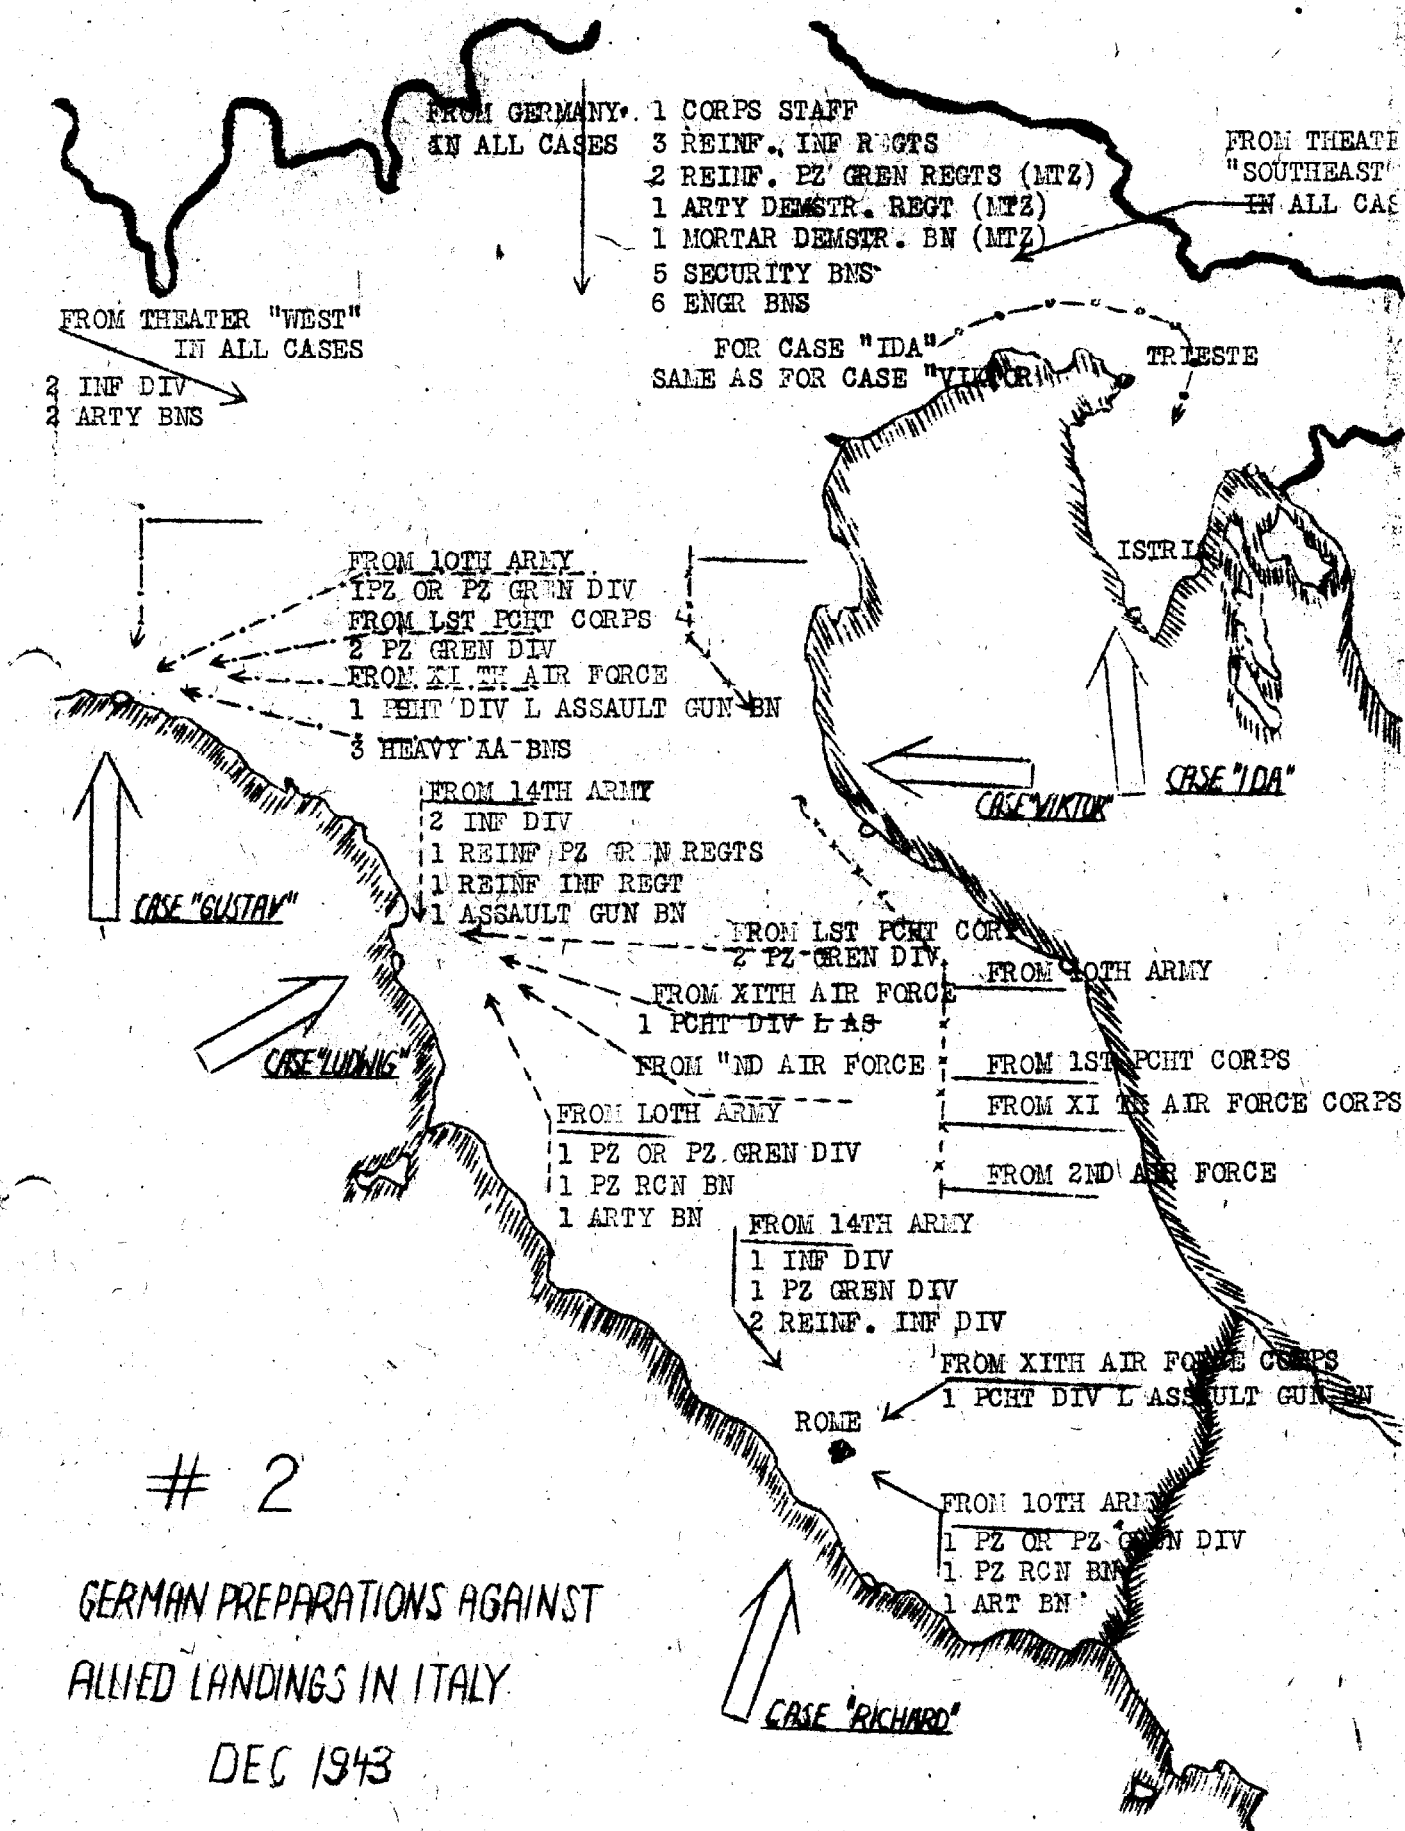 FROM GERMANY.
IN ALL CASES
1 CORPS STAFF
3 REINF. INF REGTS
2 REINF. PZ GREN REGTS (MTZ)
1 ARTY DEMSTR. REGT (MTZ)
1 MORTAR DEMSTR. BN (MTZ)
5 SECURITY BNS
6 ENGR BNS
FROM THEATE
"SOUTHEAST"
IN ALL CAS
FROM THEATER "WEST"
IN ALL CASES
2 INF DIV
2 ARTY BNS
FOR CASE "IDA"
SAME AS FOR CASE "VIKTOR"
TRIESTE
ISTRI
FROM 10TH ARMY
1PZ OR PZ GREN DIV
FROM LST PCHT CORPS
2 PZ GREN DIV
FROM XI TH AIR FORCE
1 PCHT DIV L ASSAULT GUN BN
3 HEAVY AA BNS
CASE "IDA"
CASE "VIKTOR"
FROM 14TH ARMY
2 INF DIV
1 REINF PZ GREN REGTS
1 REINF INF REGT
1 ASSAULT GUN BN
CASE "GUSTAV"
FROM LST PCHT CORP
2 PZ GREN DIV
FROM XITH AIR FORCE
1 PCHT DIV L AS
FROM "ND AIR FORCE
CASE "LUDWIG"
FROM 10TH ARMY
FROM 1ST PCHT CORPS
FROM XI TH AIR FORCE CORPS
FROM 2ND AIR FORCE
FROM LOTH ARMY
1 PZ OR PZ GREN DIV
1 PZ RCN BN
1 ARTY BN
FROM 14TH ARMY
1 INF DIV
1 PZ GREN DIV
2 REINF. INF DIV
FROM XITH AIR FORCE CORPS
1 PCHT DIV L ASSAULT GUN BN
ROME
FROM 10TH ARMY
1 PZ OR PZ GREN DIV
1 PZ RCN BN
1 ART BN
CASE "RICHARD"
# 2
GERMAN PREPARATIONS AGAINST
ALLIED LANDINGS IN ITALY
DEC 1943